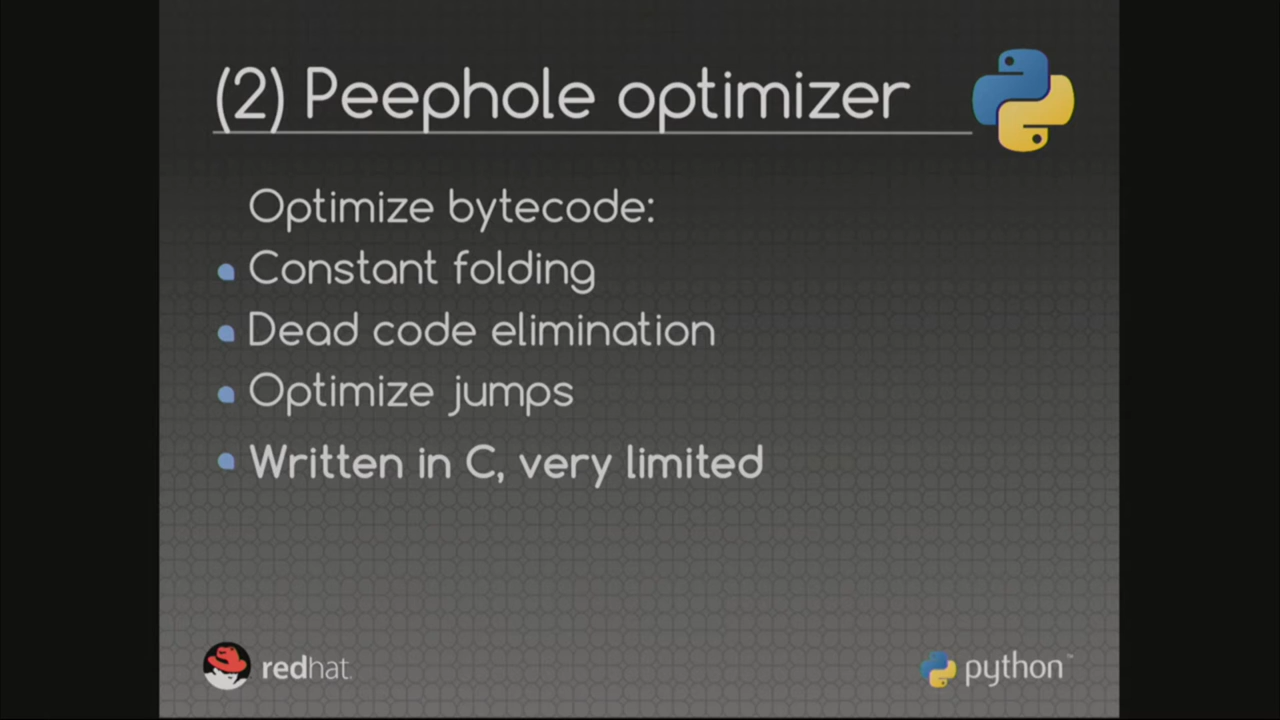 (2) Peephole optimizer
Optimize bytecode:
Constant folding
Dead code elimination
Optimize jumps
Written in C, very limited
redhat.
python™